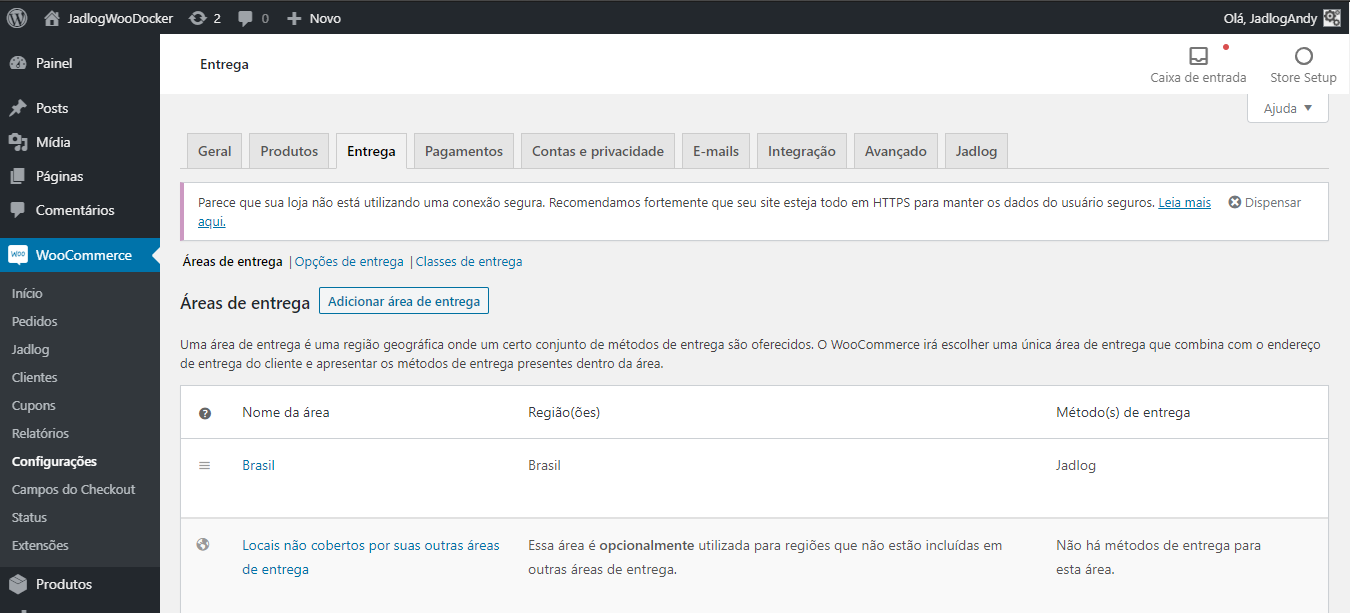 JadlogWooDocker 2 0 Novo Olá, JadlogAndy
Painel
Posts
Mídia
Páginas
Comentários
woo WooCommerce
Início
Pedidos
Jadlog
Clientes
Cupons
Relatórios
Configurações
Campos do Checkout
Status
Extensões
Produtos
Entrega
Caixa de entrada
Store Setup
Ajuda
Geral Produtos Entrega Pagamentos Contas e privacidade E-mails Integração Avançado Jadlog
Parece que sua loja não está utilizando uma conexão segura. Recomendamos fortemente que seu site esteja todo em HTTPS para manter os dados do usuário seguros. Leia mais
aqui.
Dispensar
Áreas de entrega | Opções de entrega | Classes de entrega
Áreas de entrega Adicionar área de entrega
Uma área de entrega é uma região geográfica onde um certo conjunto de métodos de entrega são oferecidos. O WooCommerce irá escolher uma única área de entrega que combina com o endereço
de entrega do cliente e apresentar os métodos de entrega presentes dentro da área.
? Nome da área Região(ões) Método(s) de entrega
Brasil Brasil Jadlog
Locais não cobertos por suas outras áreas
de entrega
Essa área é opcionalmente utilizada para regiões que não estão incluídas em
outras áreas de entrega.
Não há métodos de entrega para
esta área.